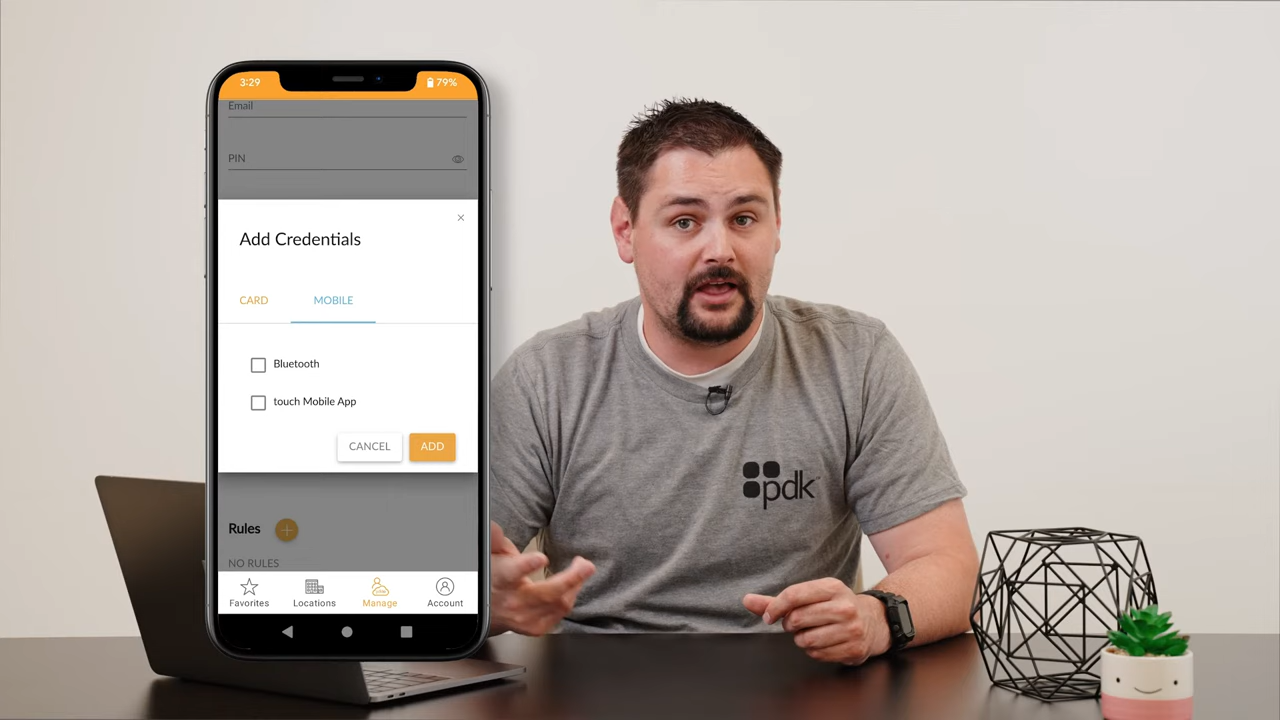 3:29
79%
Email
PIN
Add Credentials
CARD
MOBILE
Bluetooth
touch Mobile App
CANCEL
ADD
Rules
NO RULES
Favorites
Locations
Manage
Account
pdk